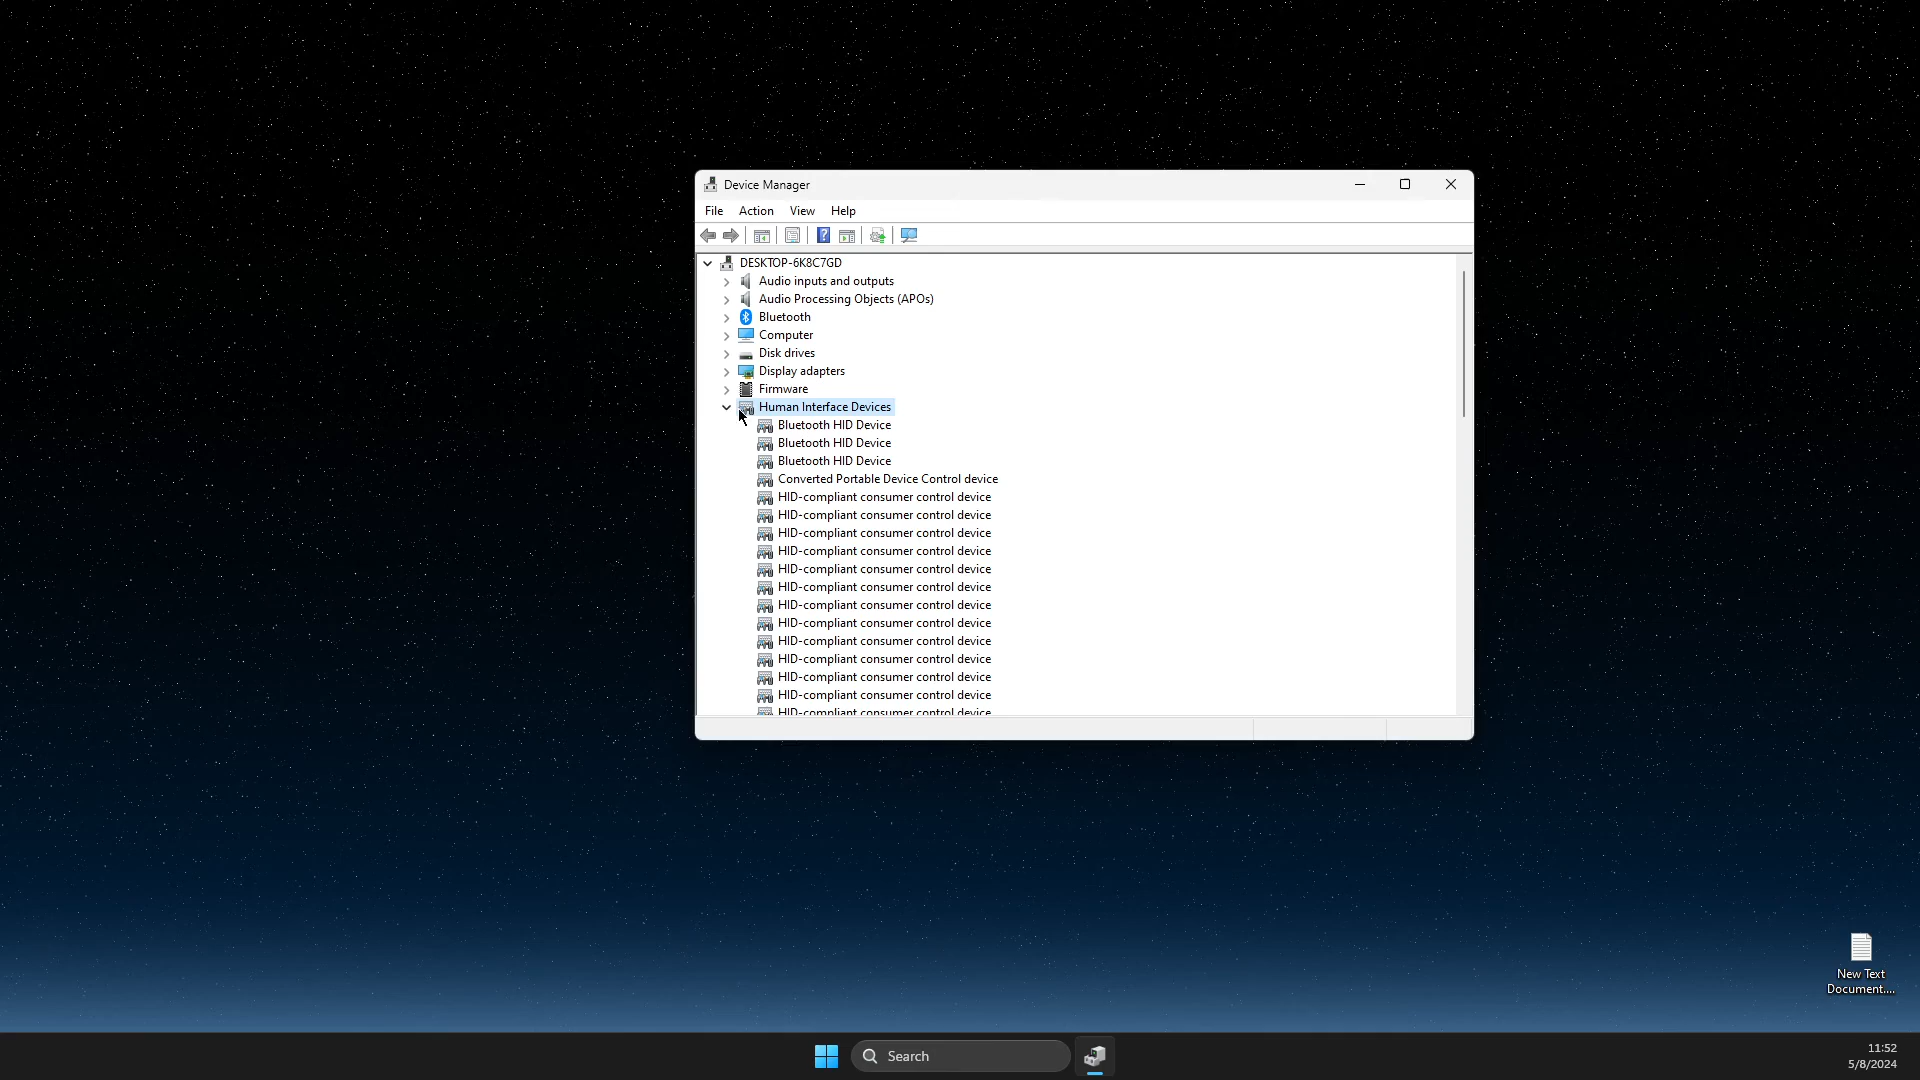 Device Manager
File Action View Help
DESKTOP-6K8C7GD
Audio inputs and outputs
Audio Processing Objects (APOs)
Bluetooth
Computer
Disk drives
Display adapters
Firmware
Human Interface Devices
Bluetooth HID Device
Bluetooth HID Device
Bluetooth HID Device
Converted Portable Device Control device
HID-compliant consumer control device
HID-compliant consumer control device
HID-compliant consumer control device
HID-compliant consumer control device
HID-compliant consumer control device
HID-compliant consumer control device
HID-compliant consumer control device
HID-compliant consumer control device
HID-compliant consumer control device
HID-compliant consumer control device
HID-compliant consumer control device
HID-compliant consumer control device
HID-compliant consumer control device
New Text
Document....
Search
11:52
5/8/2024